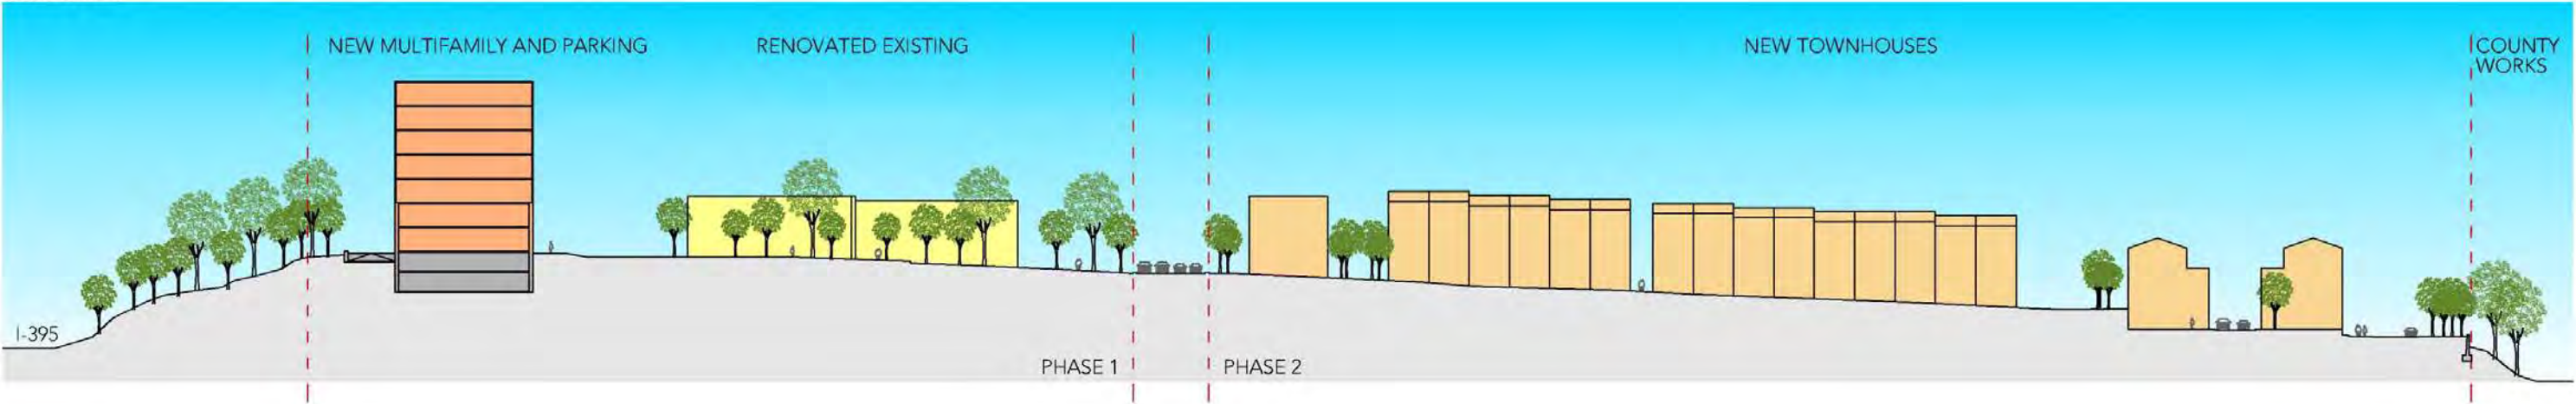 NEW MULTIFAMILY AND PARKING
RENOVATED EXISTING
NEW TOWNHOUSES
COUNTY
WORKS
I-395
PHASE 1
PHASE 2